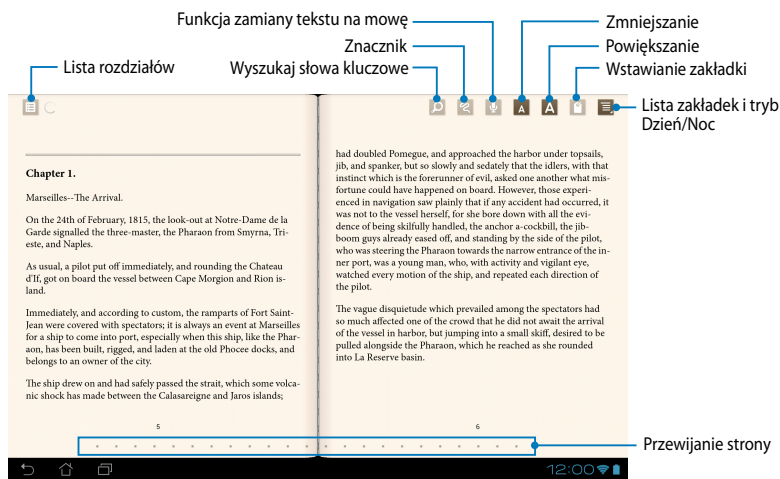 Funkcja zamiany tekstu na mowę
Zmniejszanie
Znacznik
Powiększanie
Lista rozdziałów
Wyszukaj słowa kluczowe
Wstawianie zakładki
Lista zakładek i tryb
Dzień/Noc
A
A
Chapter 1.
Marseilles--The Arrival.
On the 24th of February, 1815, the look-out at Notre-Dame de la
Garde signalled the three-master, the Pharaon from Smyrna, Tri-
este, and Naples.
As usual, a pilot put off immediately, and rounding the Chateau
d'If, got on board the vessel between Cape Morgion and Rion is-
land.
Immediately, and according to custom, the ramparts of Fort Saint-
Jean were covered with spectators; it is always an event at Marseilles
for a ship to come into port, especially when this ship, like the Phar-
aon, has been built, rigged, and laden at the old Phocee docks, and
belongs to an owner of the city.
The ship drew on and had safely passed the strait, which some volca-
nic shock has made between the Calasareigne and Jaros islands;
5
had doubled Pomegue, and approached the harbor under topsails,
jib, and spanker, but so slowly and sedately that the idlers, with that
instinct which is the forerunner of evil, asked one another what mis-
fortune could have happened on board. However, those experi-
enced in navigation saw plainly that if any accident had occurred, it
was not to the vessel herself, for she bore down with all the evi-
dence of being skilfully handled, the anchor a-cockbill, the jib-
boom guys already eased off, and standing by the side of the pilot,
who was steering the Pharaon towards the narrow entrance of the in-
ner port, was a young man, who, with activity and vigilant eye,
watched every motion of the ship, and repeated each direction of
the pilot.
The vague disquietude which prevailed among the spectators had
so much affected one of the crowd that he did not await the arrival
of the vessel in harbor, but jumping into a small skiff, desired to be
pulled alongside the Pharaon, which he reached as she rounded
into La Reserve basin.
6
Przewijanie strony
12:00